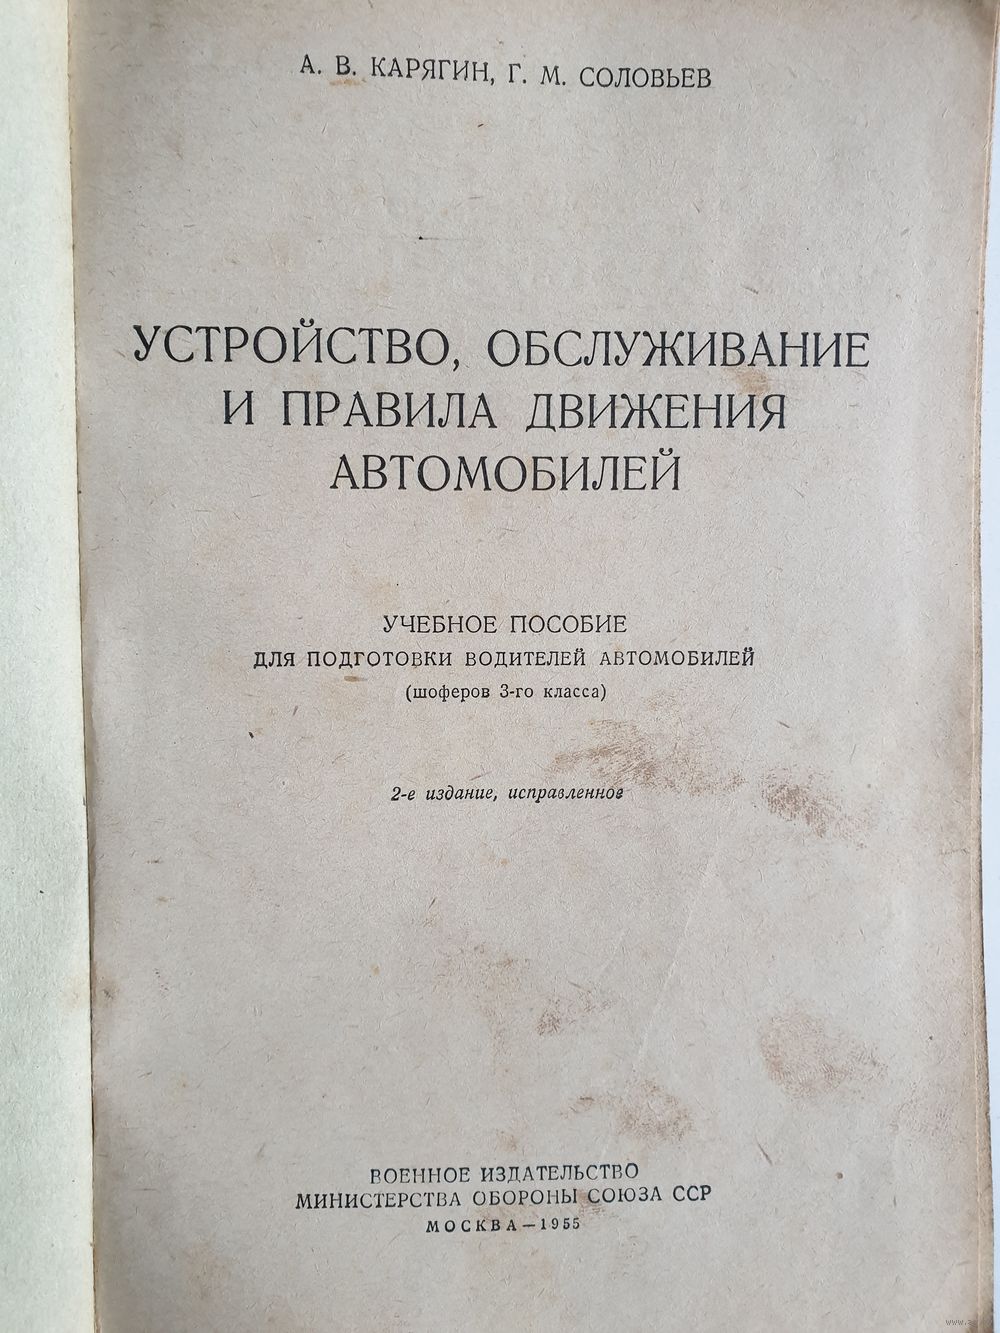 А. В. КАРЯГИН, Г. М. СОЛОВЬЕВ
УСТРОЙСТВО, ОБСЛУЖИВАНИЕ
И ПРАВИЛА ДВИЖЕНИЯ
АВТОМОБИЛЕЙ
УЧЕБНОЕ ПОСОБИЕ
ДЛЯ ПОДГОТОВКИ ВОДИТЕЛЕЙ АВТОМОБИЛЕЙ
(шоферов 3-го класса)
2-е издание, исправленное
ВОЕННОЕ ИЗДАТЕЛЬСТВО
МИНИСТЕРСТВА ОБОРОНЫ СОЮЗА ССР
МОСКВА — 1955